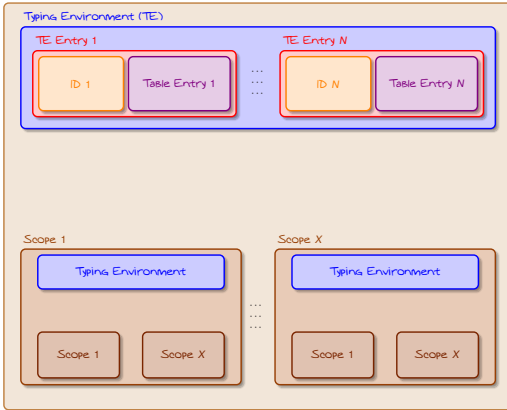 Typing Environment (TE)
TE Entry 1
TE Entry N
ID 1
Table Entry 1
...
...
...
ID N
Table Entry N
Scope 1
Scope X
Typing Environment
Typing Environment
...
...
...
Scope 1
Scope X
Scope 1
Scope X